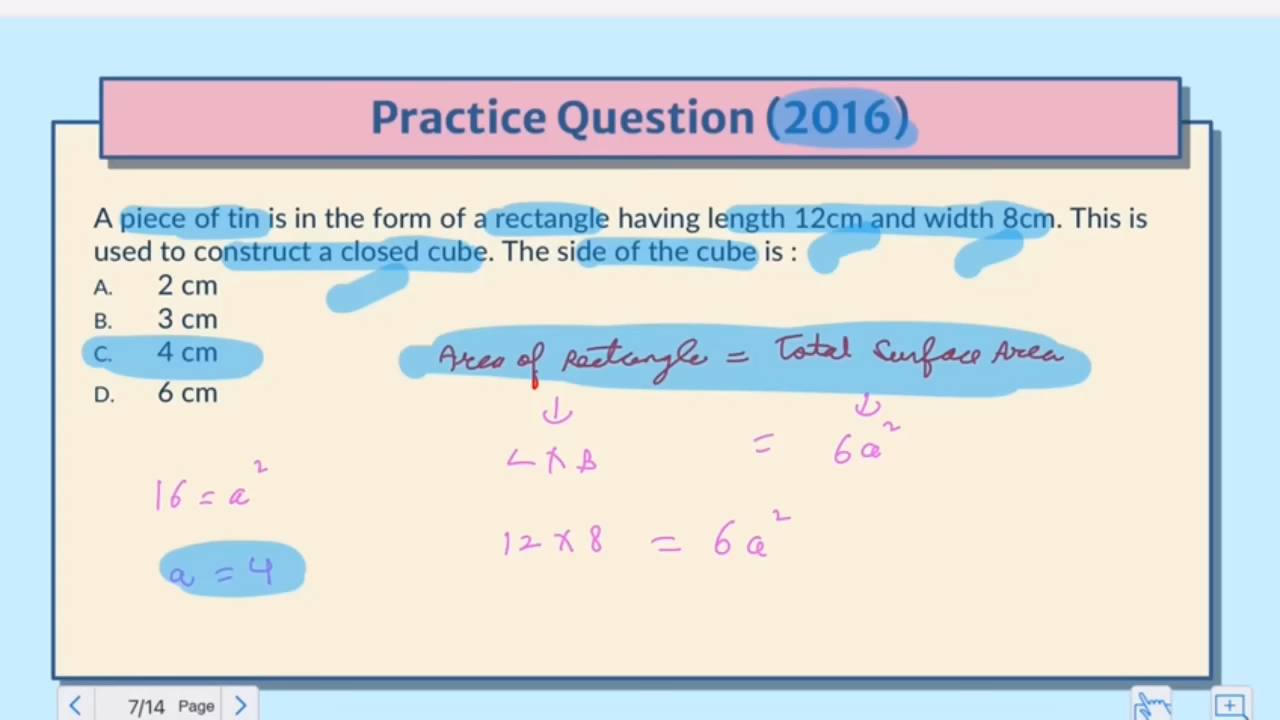 Practice Question (2016)
A piece of tin is in the form of a rectangle having length 12cm and width 8cm. This is
used to construct a closed cube. The side of the cube is :
A. 2 cm
B. 3 cm
C. 4 cm
D. 6 cm
Area of Rectangle = Total Surface Area
L X B = 6a²
16 = a²
12 X 8 = 6a²
a = 4
7/14 Page